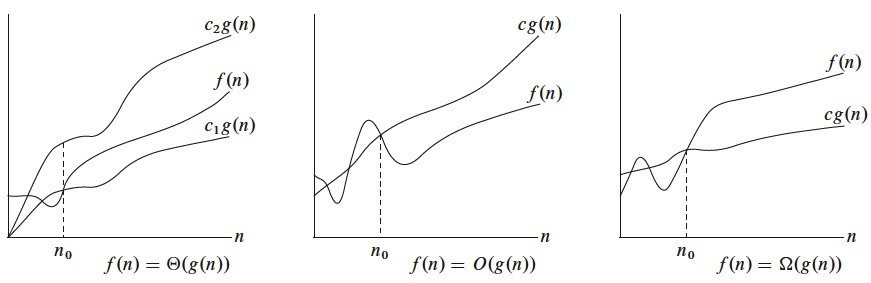 c₂g(n)
f(n)
c₁g(n)
n
n₀
f(n) = Θ(g(n))
cg(n)
f(n)
n
n₀
f(n) = O(g(n))
f(n)
cg(n)
n
n₀
f(n) = Ω(g(n))